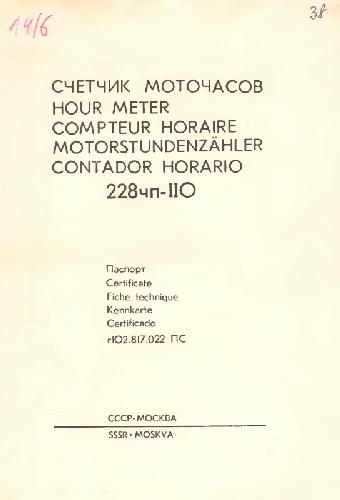 14/6
38
СЧЕТЧИК МОТОЧАСОВ
HOUR METER
COMPTEUR HORAIRE
MOTORSTUNDENZÄHLER
CONTADOR HORARIO
228чп-IIO
Паспорт
Certificate
Fiche technique
Kennkarte
Certificado
гЮ2.817.022 ПС
СССР·МОСКВА
SSSR·MOSKVA